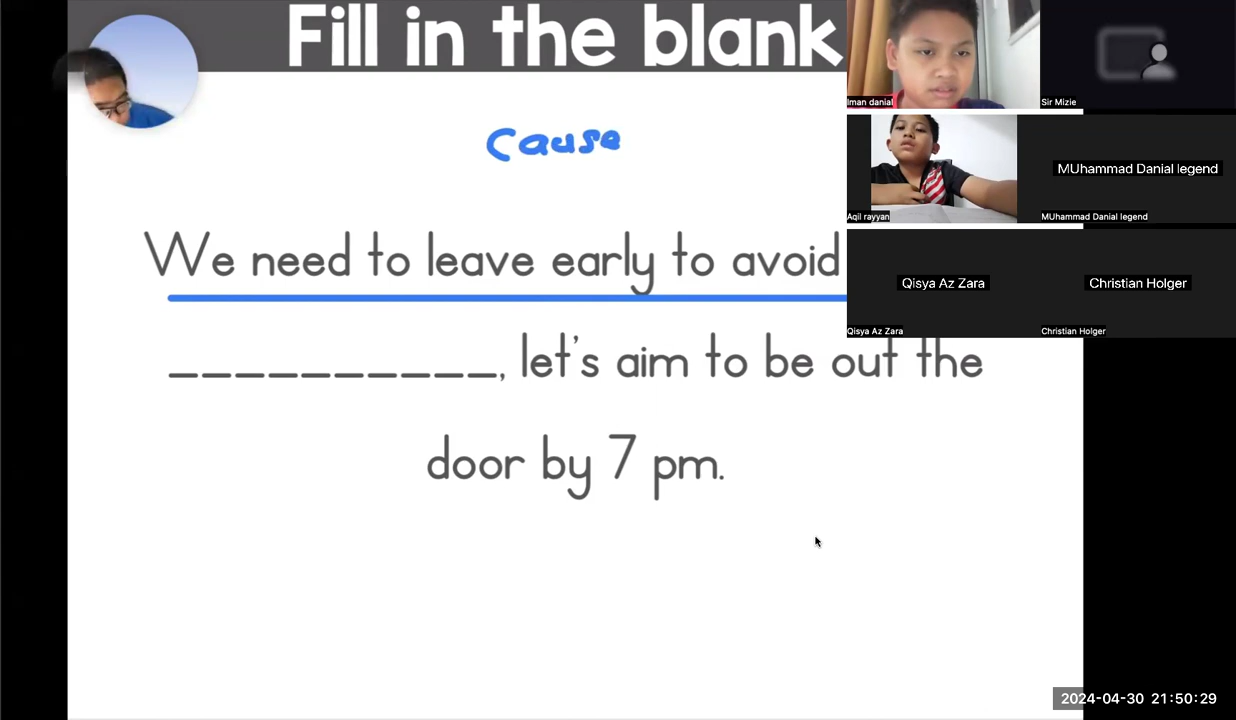 Fill in the blank
cause
We need to leave early to avoid
__________, let's aim to be out the
door by 7 pm.
Iman danial
Sir Mizie
Aqil rayyan
MUhammad Danial legend
MUhammad Danial legend
Qisya Az Zara
Christian Holger
Qisya Az Zara
Christian Holger
2024-04-30 21:50:29